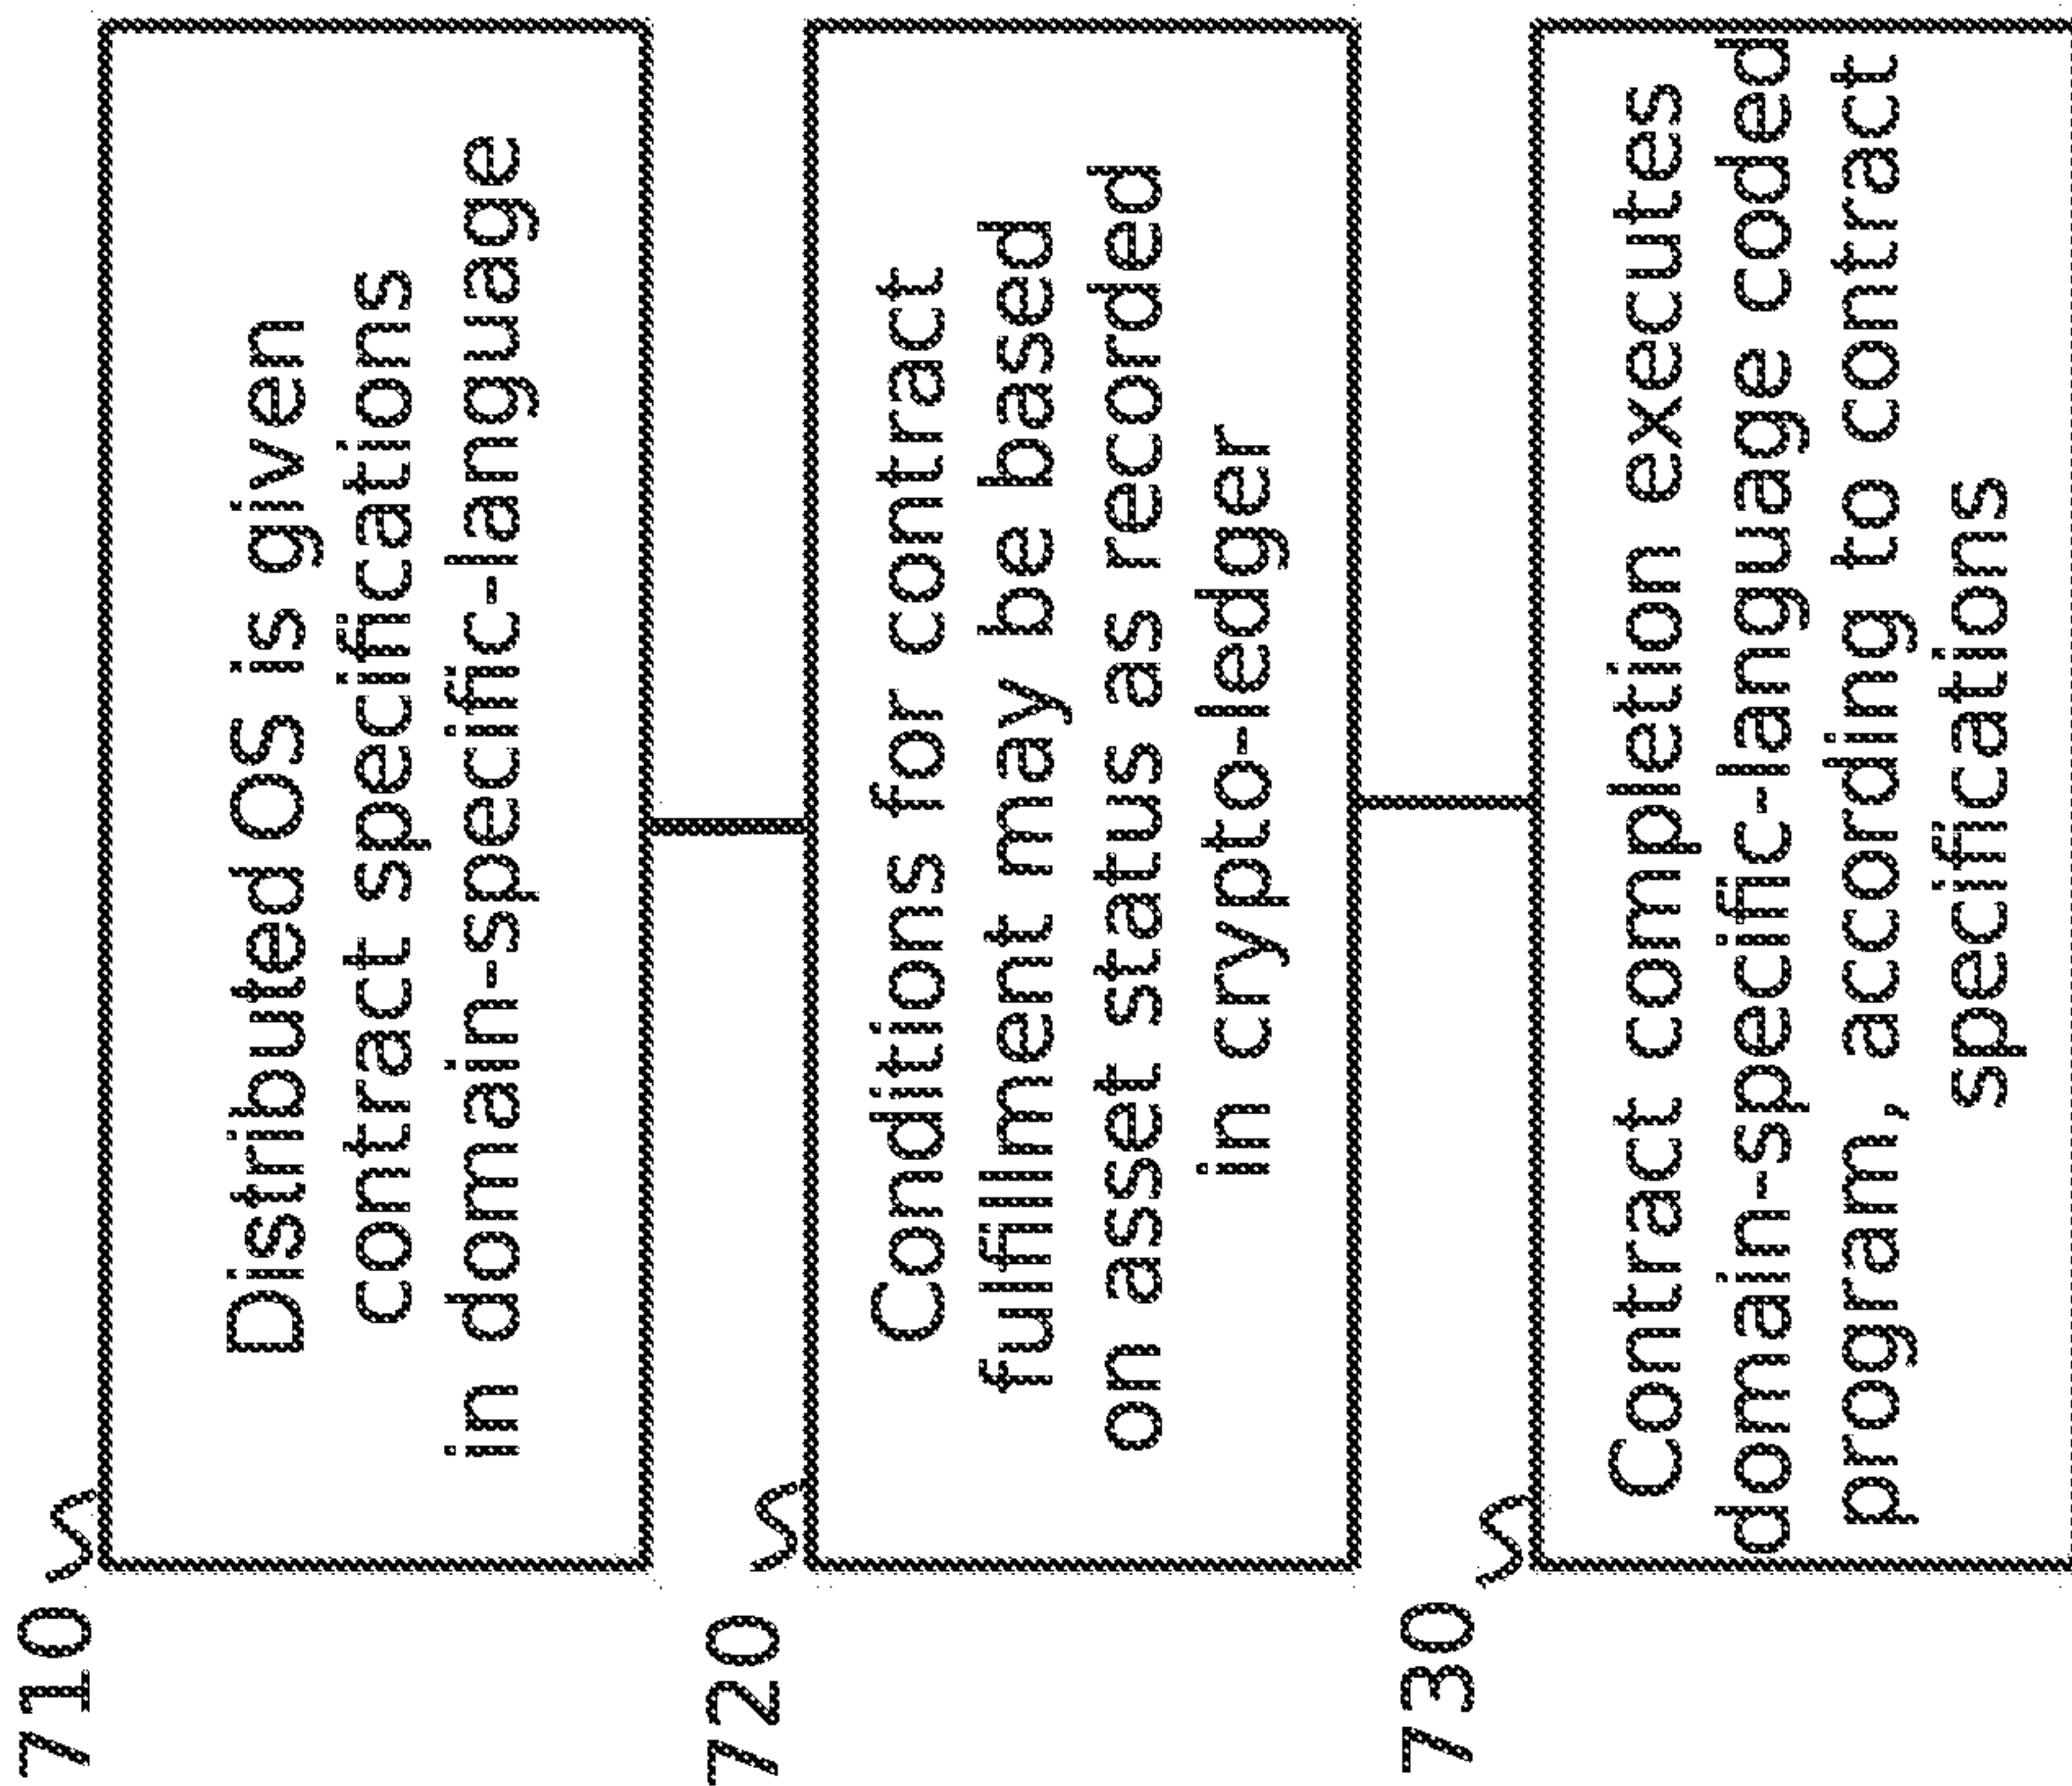 710
Distributed OS is given
contract specifications
in domain-specific-language
720
Conditions for contract
fulfillment may be based
on asset status as recorded
in crypto-ledger
730
Contract completion executes
domain-specific-language coded
program, according to contract
specifications